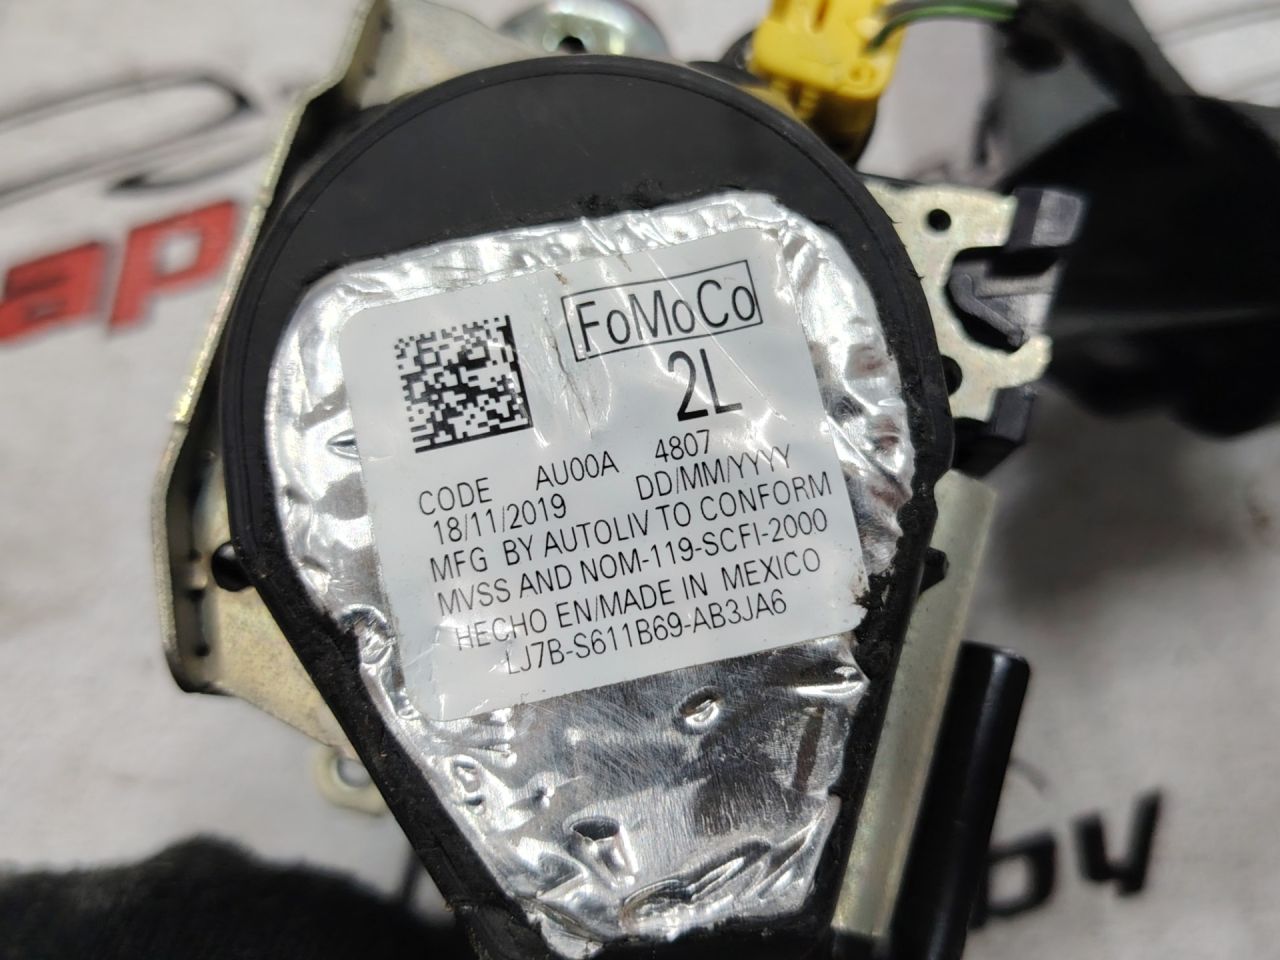 FoMoCo
2L
CODE AU00A 4807
18/11/2019 DD/MM/YYYY
MFG BY AUTOLIV TO CONFORM
MVSS AND NOM-119-SCFI-2000
HECHO EN/MADE IN MEXICO
LJ7B-S611B69-AB3JA6
ap